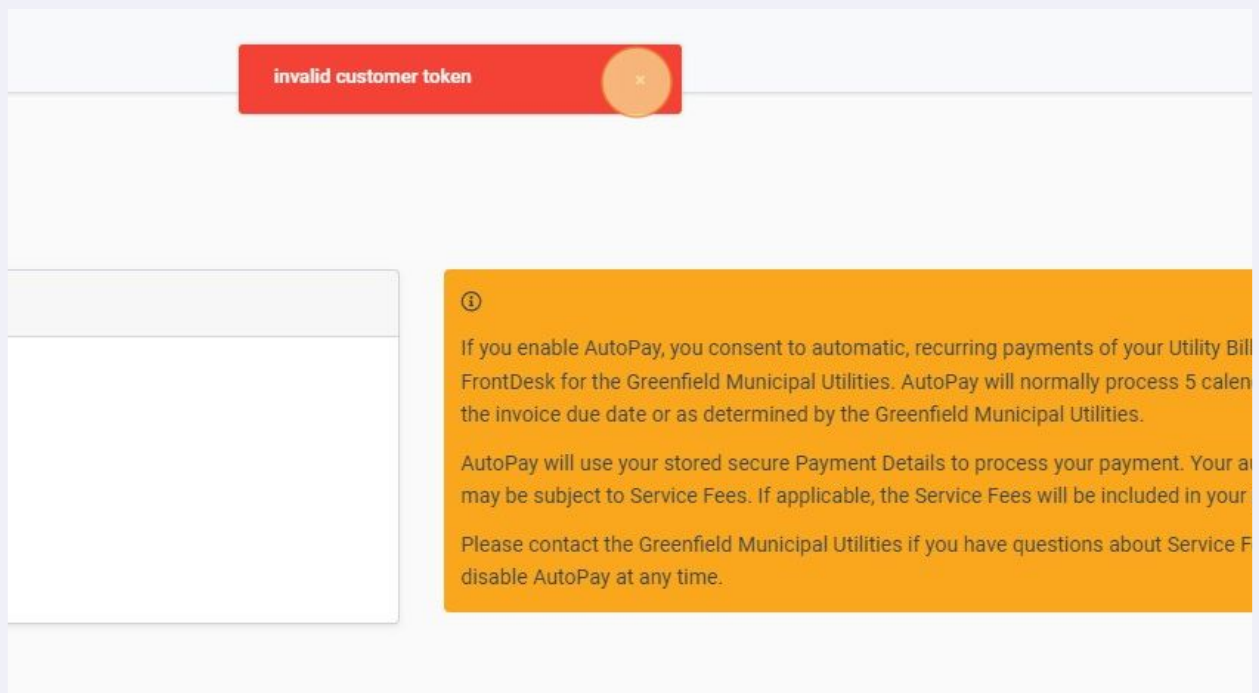 invalid customer token
×
If you enable AutoPay, you consent to automatic, recurring payments of your Utility Bill
FrontDesk for the Greenfield Municipal Utilities. AutoPay will normally process 5 calen
the invoice due date or as determined by the Greenfield Municipal Utilities.
AutoPay will use your stored secure Payment Details to process your payment. Your
may be subject to Service Fees. If applicable, the Service Fees will be included in your
Please contact the Greenfield Municipal Utilities if you have questions about Service F
disable AutoPay at any time.